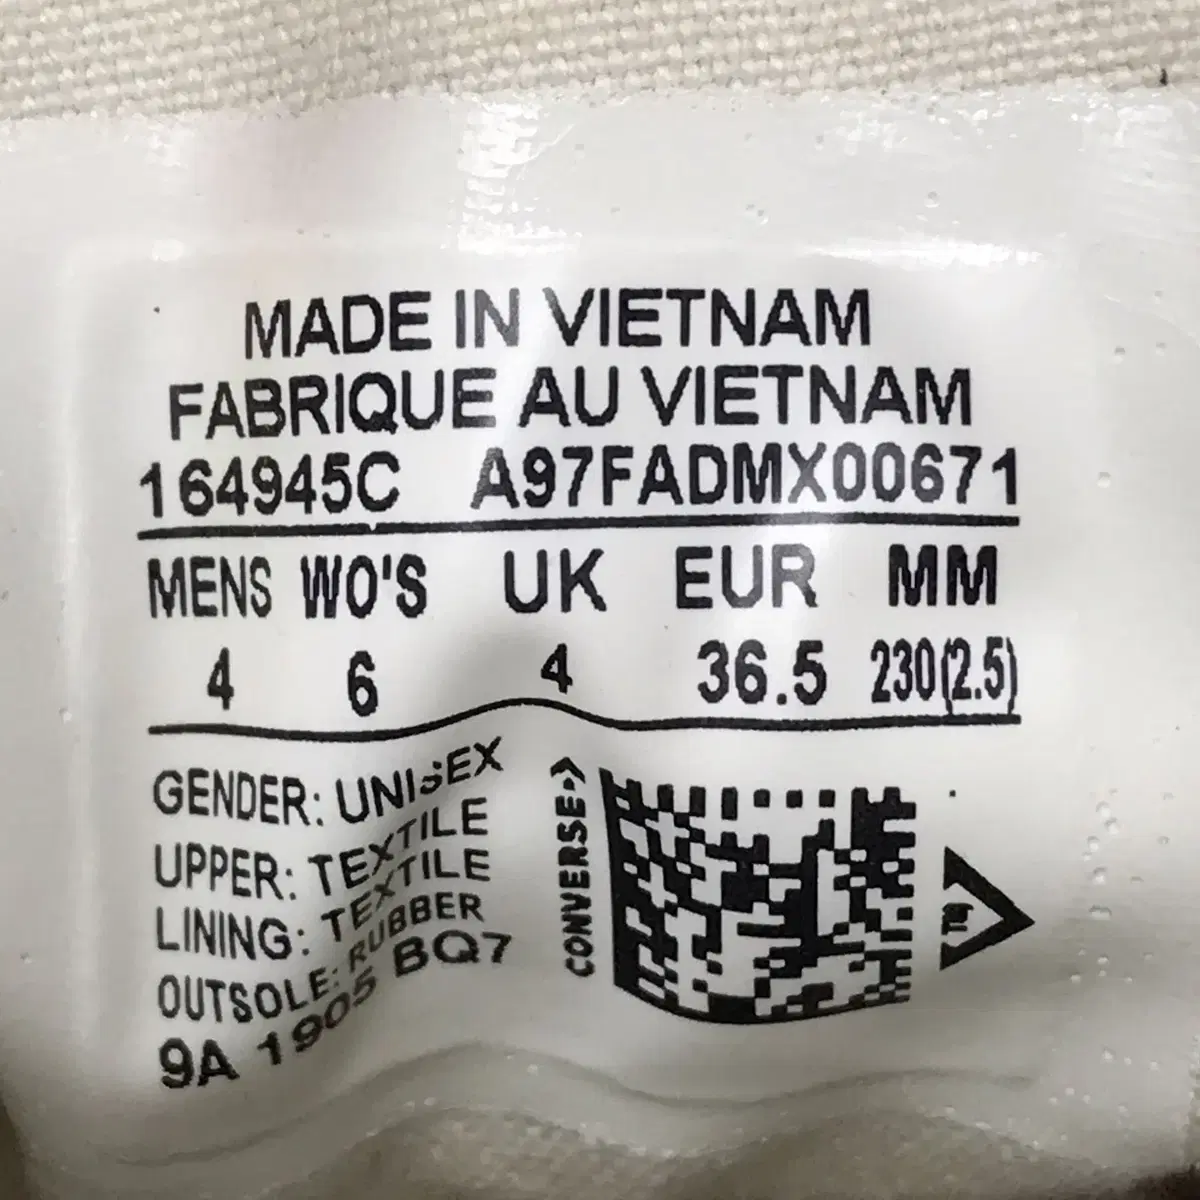 MADE IN VIETNAM
FABRIQUE AU VIETNAM
164945C A97FADMX00671
MENS WO'S UK EUR MM
4 6 4 36.5 230(2.5)
GENDER: UNISEX
UPPER: TEXTILE
LINING: TEXTILE
OUTSOLE: RUBBER
9A 1905 BQ7
CONVERSE
TM